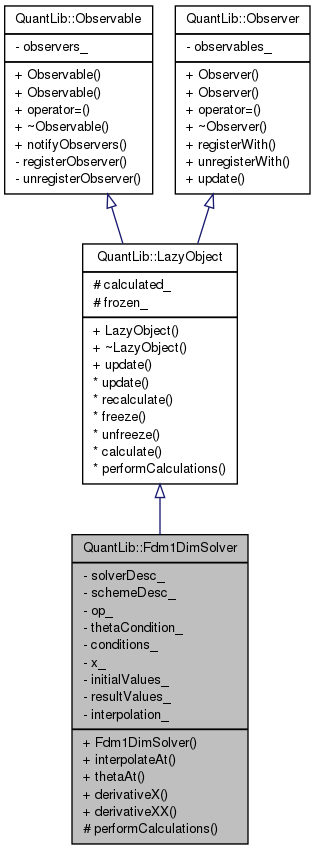 QuantLib::Observable
- observers_
+ Observable()
+ Observable()
+ operator=()
+ ~Observable()
+ notifyObservers()
- registerObserver()
- unregisterObserver()
QuantLib::Observer
- observables_
+ Observer()
+ Observer()
+ operator=()
+ ~Observer()
+ registerWith()
+ unregisterWith()
+ update()
QuantLib::LazyObject
# calculated_
# frozen_
+ LazyObject()
+ ~LazyObject()
+ update()
* update()
* recalculate()
* freeze()
* unfreeze()
* calculate()
* performCalculations()
QuantLib::Fdm1DimSolver
- solverDesc_
- schemeDesc_
- op_
- thetaCondition_
- conditions_
- x_
- initialValues_
- resultValues_
- interpolation_
+ Fdm1DimSolver()
+ interpolateAt()
+ thetaAt()
+ derivativeX()
+ derivativeXX()
# performCalculations()